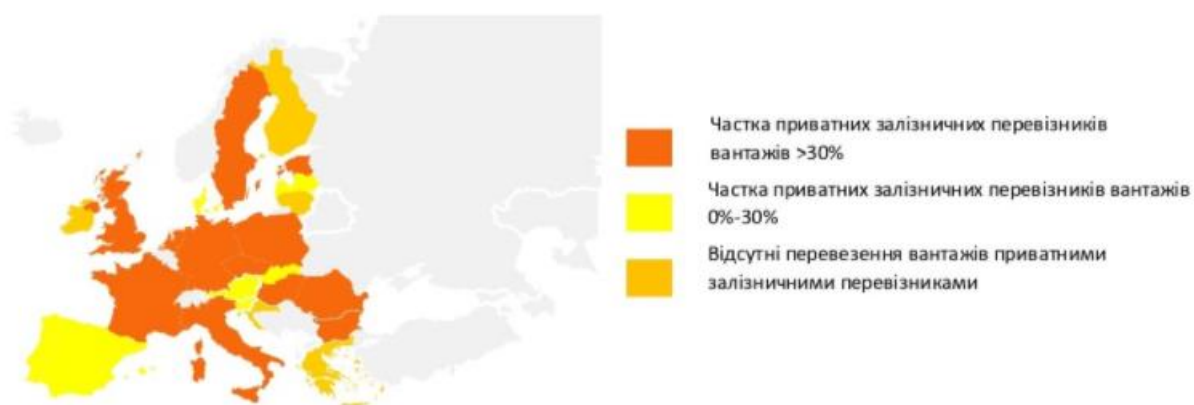 Частка приватних залізничних перевізників
вантажів >30%
Частка приватних залізничних перевізників вантажів
0%-30%
Відсутні перевезення вантажів приватними
залізничними перевізниками